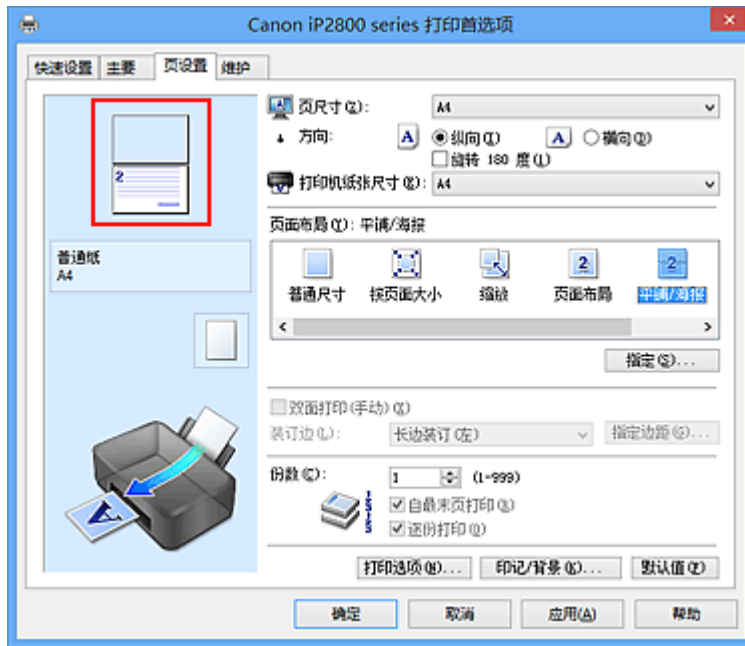 Canon iP2800 series 打印首选项
快速设置 主要 页设置 维护
页尺寸(Z): A4
方向: A 纵向(T) A 横向(D)
旋转 180 度(L)
打印机纸张尺寸(R): A4
页面布局(Y): 平铺/海报
普通尺寸 按页面大小 缩放 页面布局 平铺/海报
2
2
2
普通纸
A4
指定(S)...
双面打印(手动)(X)
装订边(L): 长边装订(左) 指定边距(G)...
份数(C): 1 (1-999)
自最末页打印(R)
逐份打印(O)
打印选项(N)... 印记/背景(K)... 默认值(F)
A
确定 取消 应用(A) 帮助